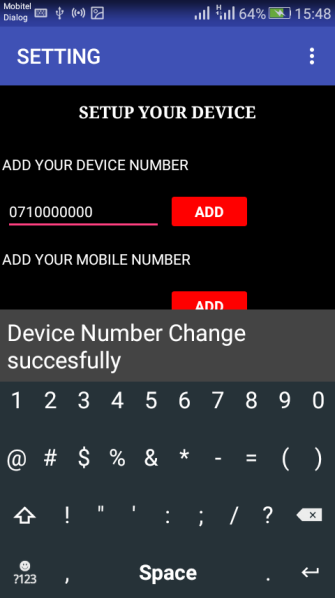 Mobitel
Dialog
H
64%
15:48
SETTING
SETUP YOUR DEVICE
ADD YOUR DEVICE NUMBER
0710000000
ADD
ADD YOUR MOBILE NUMBER
ADD
Device Number Change
succesfully
1 2 3 4 5 6 7 8 9 0
@ # $ % & * - = ( )
! " ' : ; / ?
?123 , Space .